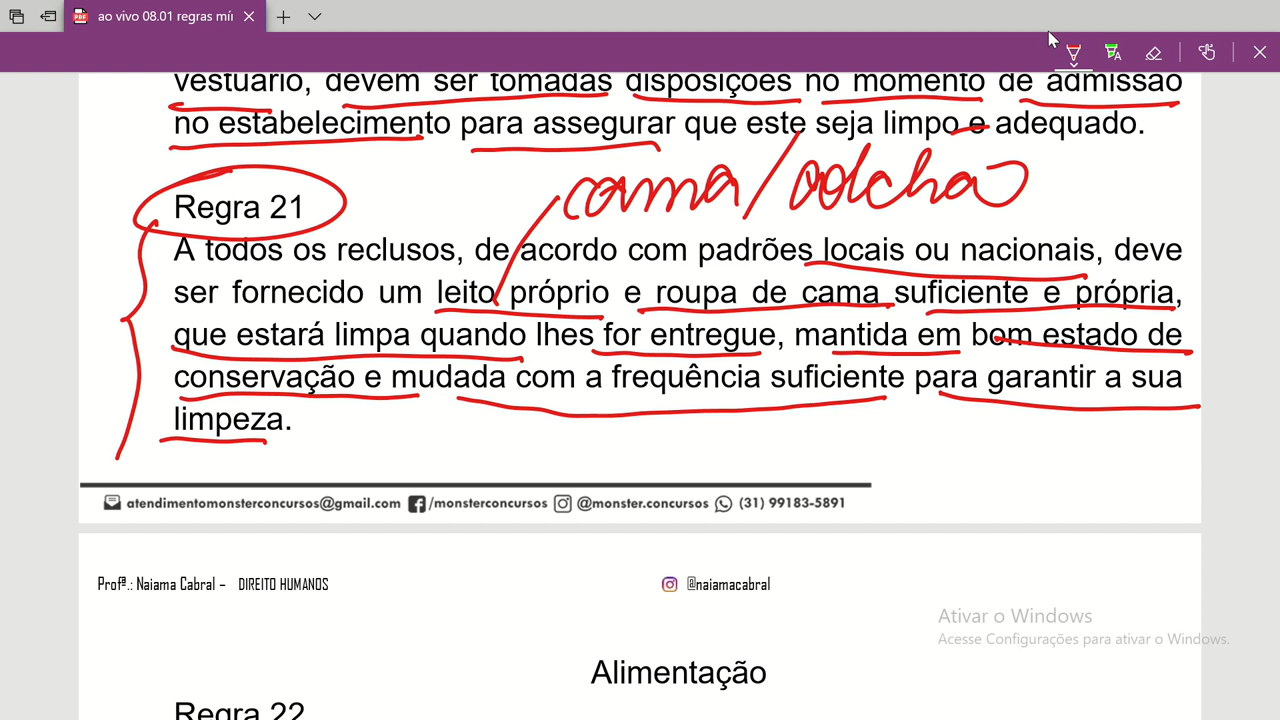 ao vivo 08.01 regras mí
vestuário, devem ser tomadas disposições no momento de admissão
no estabelecimento para assegurar que este seja limpo e adequado.
cama/colchão
Regra 21
A todos os reclusos, de acordo com padrões locais ou nacionais, deve
ser fornecido um leito próprio e roupa de cama suficiente e própria,
que estará limpa quando lhes for entregue, mantida em bom estado de
conservação e mudada com a frequência suficiente para garantir a sua
limpeza.
atendimentomonsterconcursos@gmail.com /monsterconcursos @monster.concursos (31) 99183-5891
Profª.: Naiama Cabral – DIREITO HUMANOS @naiamacabral
Ativar o Windows
Acesse Configurações para ativar o Windows.
Alimentação
Regra 22